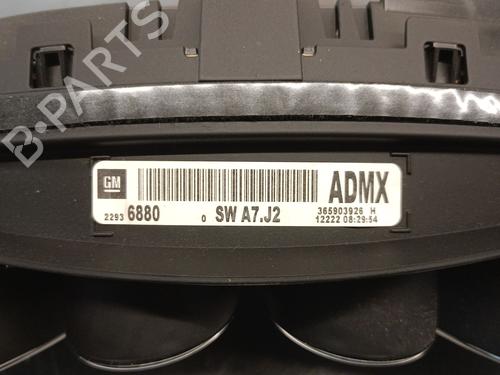 B-PARTS
GM
ADMX
2293 6880 0 SW A7.J2
365903926 H
12222 08:29:54